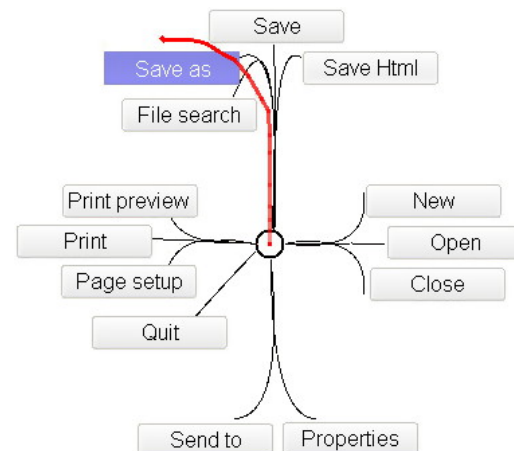 Save
Save as
Save Html
File search
Print preview
New
Print
Open
Page setup
Close
Quit
Send to
Properties